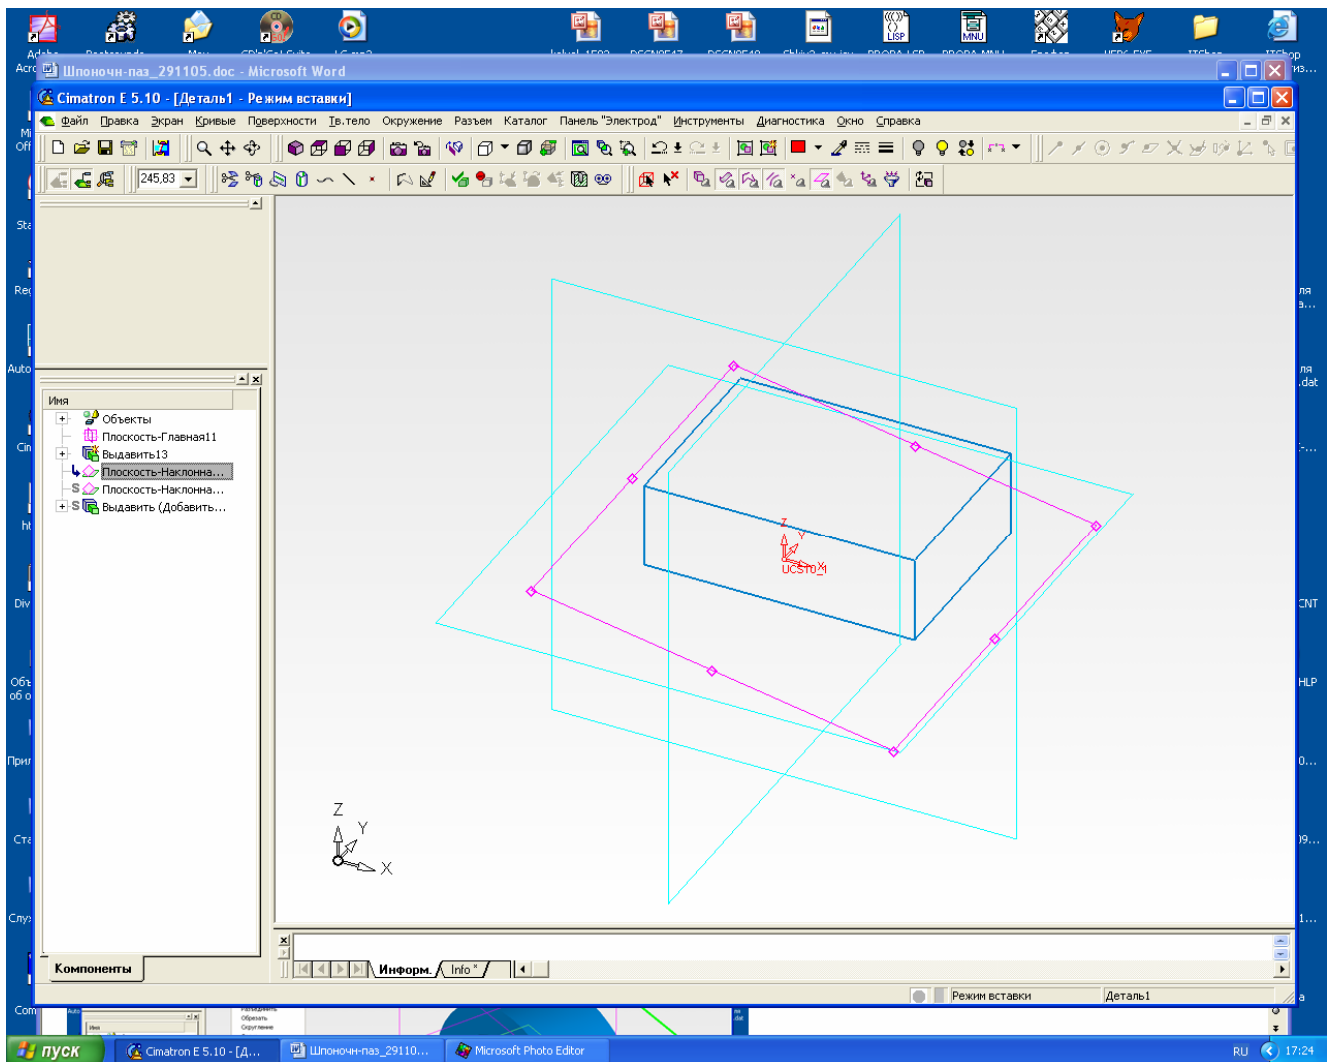 Шпоночн-паз_291105.doc - Microsoft Word
Cimatron E 5.10 - [Деталь1 - Режим вставки]
Файл Правка Экран Кривые Поверхности Тв.тело Окружение Разъем Каталог Панель "Электрод" Инструменты Диагностика Окно Справка
245,83
Имя
Объекты
Плоскость-Главная11
Выдавить13
Плоскость-Наклонна...
S Плоскость-Наклонна...
S Выдавить (Добавить...
Z
Y
X
UCS10_1
Z
Y
X
Компоненты
Информ. Info *
Режим вставки Деталь1
Обрезать
Скругление
пуск Cimatron E 5.10 - [Д... Шпоночн-паз_29110... Microsoft Photo Editor RU 17:24